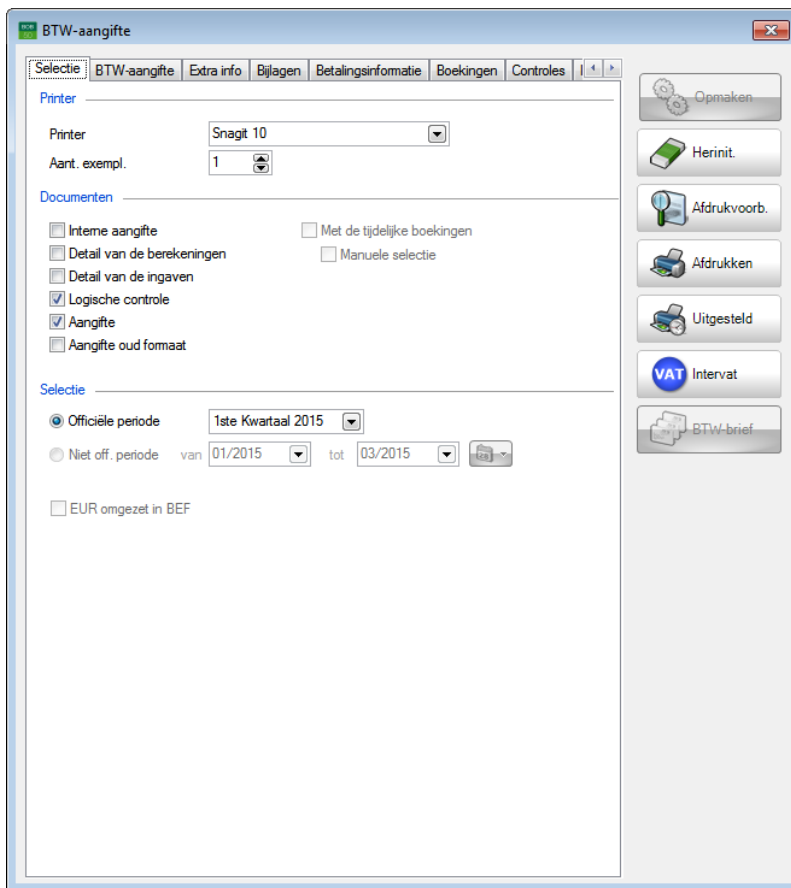 BTW-aangifte
Selectie BTW-aangifte Extra info Bijlagen Betalingsinformatie Boekingen Controles
Printer
Printer Snagit 10
Aant. exempl. 1
Documenten
Interne aangifte Met de tijdelijke boekingen
Detail van de berekeningen Manuele selectie
Detail van de ingaven
Logische controle
Aangifte
Aangifte oud formaat
Selectie
Officiële periode 1ste Kwartaal 2015
Niet off. periode van 01/2015 tot 03/2015
EUR omgezet in BEF
Opmaken
Herinit.
Afdrukvoorb.
Afdrukken
Uitgesteld
VAT Intervat
BTW-brief